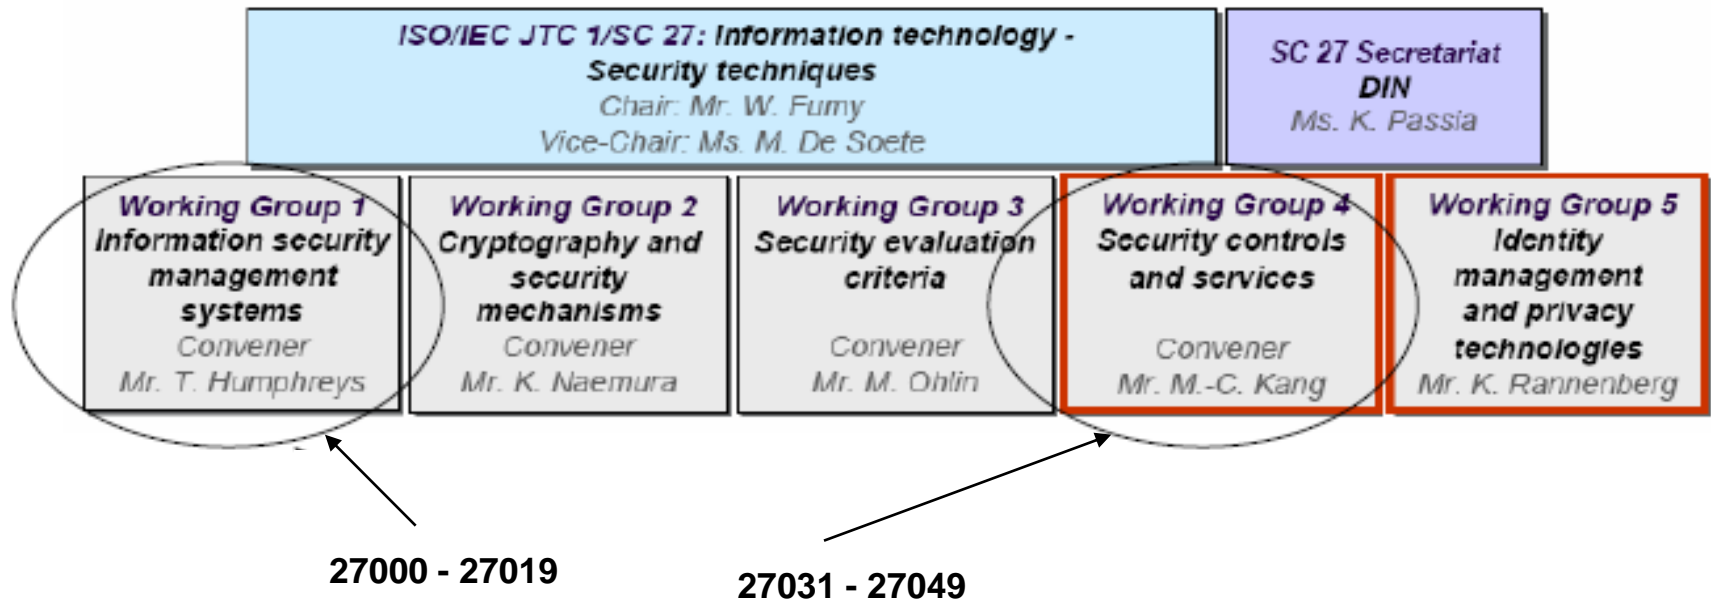 ISO/IEC JTC 1/SC 27: Information technology -
Security techniques
Chair: Mr. W. Fumy
Vice-Chair: Ms. M. De Soete
SC 27 Secretariat
DIN
Ms. K. Passia
Working Group 1
Information security
management
systems
Convener
Mr. T. Humphreys
Working Group 2
Cryptography and
security
mechanisms
Convener
Mr. K. Naemura
Working Group 3
Security evaluation
criteria
Convener
Mr. M. Ohlin
Working Group 4
Security controls
and services
Convener
Mr. M.-C. Kang
Working Group 5
Identity
management
and privacy
technologies
Mr. K. Rannenberg
27000 - 27019
27031 - 27049